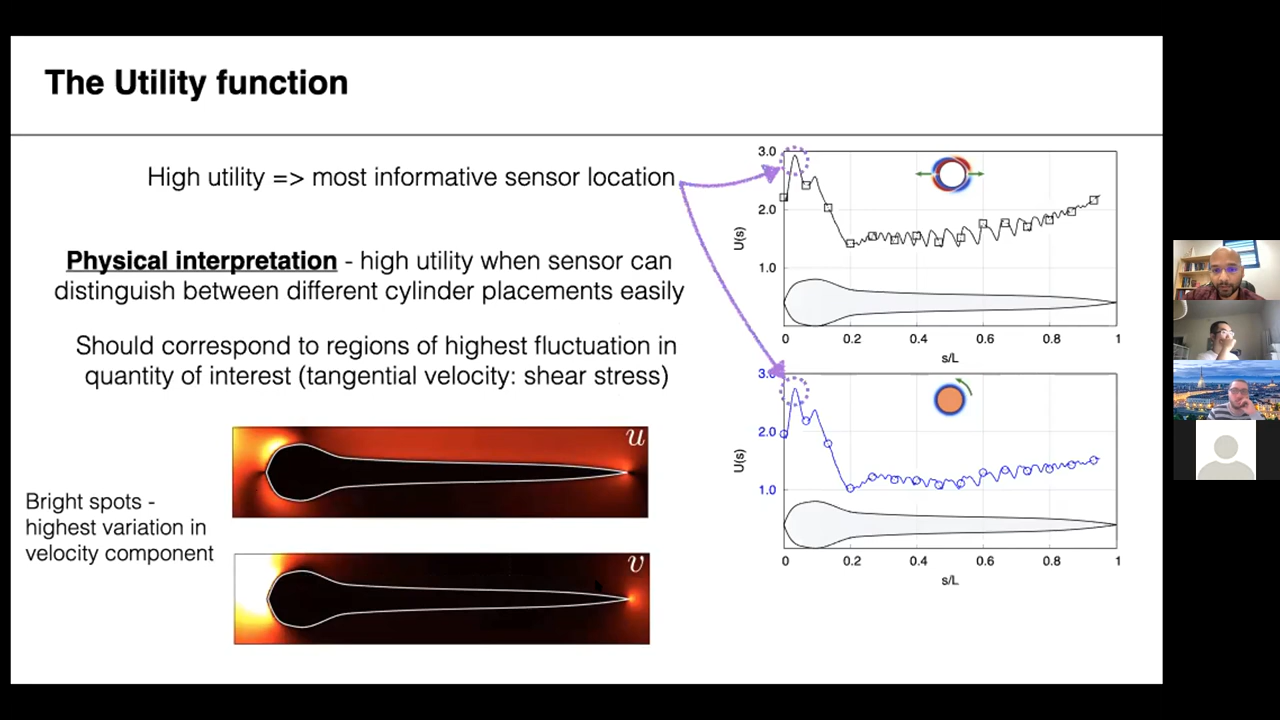 The Utility function
High utility => most informative sensor location
Physical interpretation - high utility when sensor can
distinguish between different cylinder placements easily
Should correspond to regions of highest fluctuation in
quantity of interest (tangential velocity: shear stress)
u
Bright spots -
highest variation in
velocity component
v
3.0
2.0
1.0
U(s)
0 0.2 0.4 0.6 0.8 1
s/L
3.0
2.0
1.0
U(s)
0 0.2 0.4 0.6 0.8 1
s/L